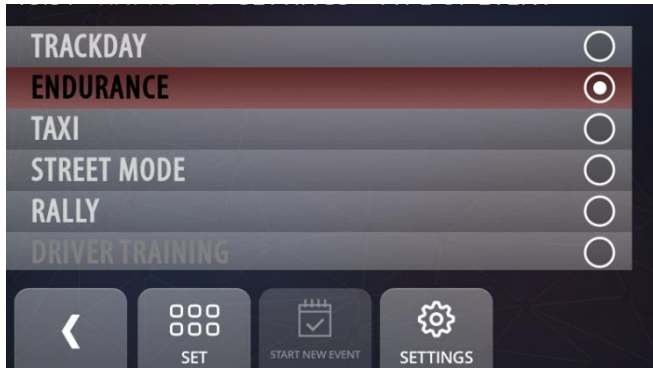 TRACKDAY
ENDURANCE
TAXI
STREET MODE
RALLY
DRIVER TRAINING
SET
START NEW EVENT
SETTINGS